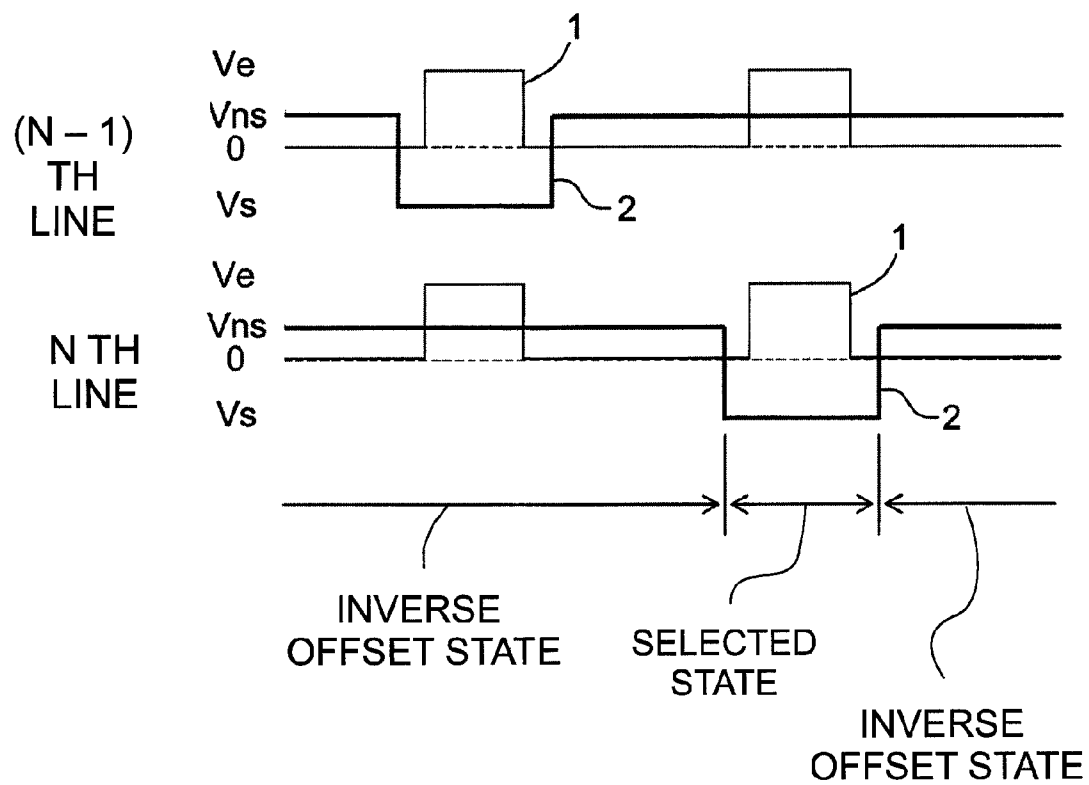 1
Ve
Vns
0
Vs
(N – 1)
TH
LINE
2
1
Ve
Vns
0
Vs
N TH
LINE
2
INVERSE
OFFSET STATE
SELECTED
STATE
INVERSE
OFFSET STATE